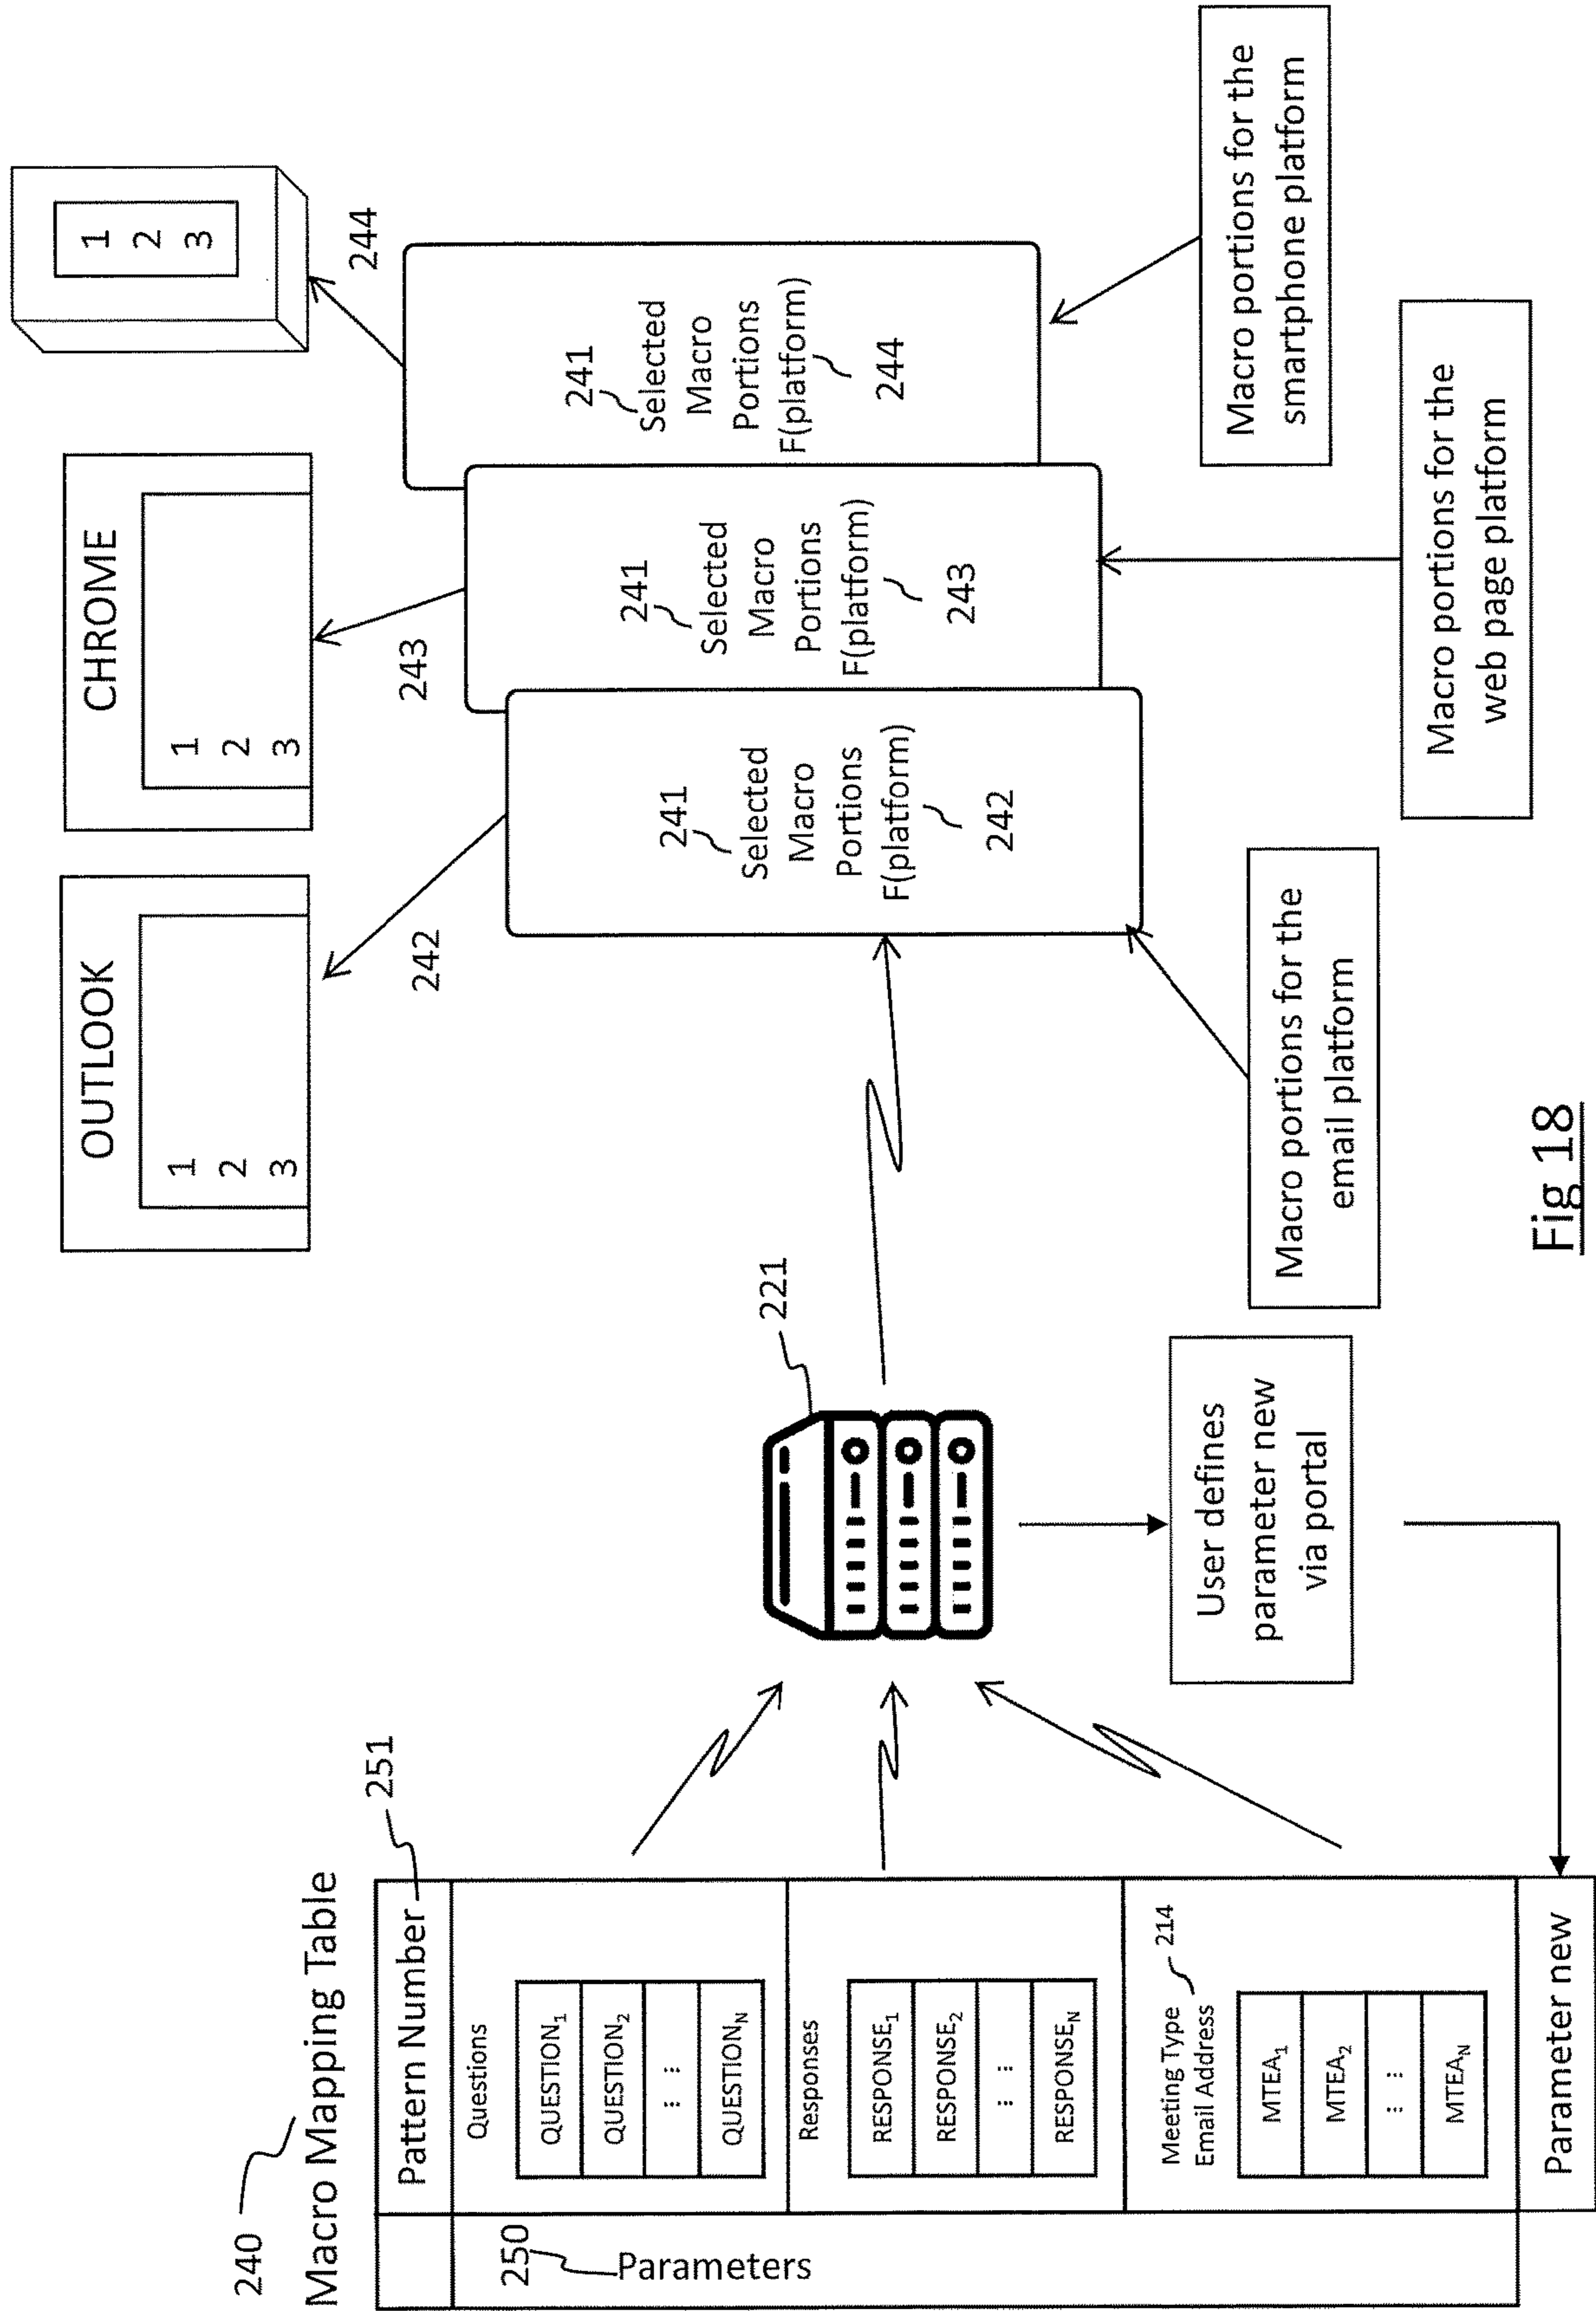 240
Macro Mapping Table
Pattern Number
251
250
Parameters
Questions
QUESTION1
QUESTION2
⋮ ⋮
QUESTIONN
Responses
RESPONSE1
RESPONSE2
⋮ ⋮
RESPONSEN
Meeting Type
Email Address
214
MTEA1
MTEA2
⋮ ⋮
MTEAN
Parameter new
221
User defines
parameter new
via portal
OUTLOOK
1
2
3
242
CHROME
1
2
3
243
1
2
3
244
241
Selected
Macro
Portions
F(platform)
242
241
Selected
Macro
Portions
F(platform)
243
241
Selected
Macro
Portions
F(platform)
244
Macro portions for the
email platform
Macro portions for the
web page platform
Macro portions for the
smartphone platform
Fig 18